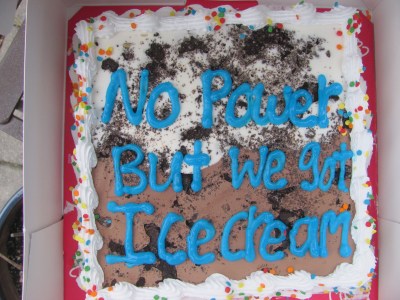 No Power
But We got
Icecream